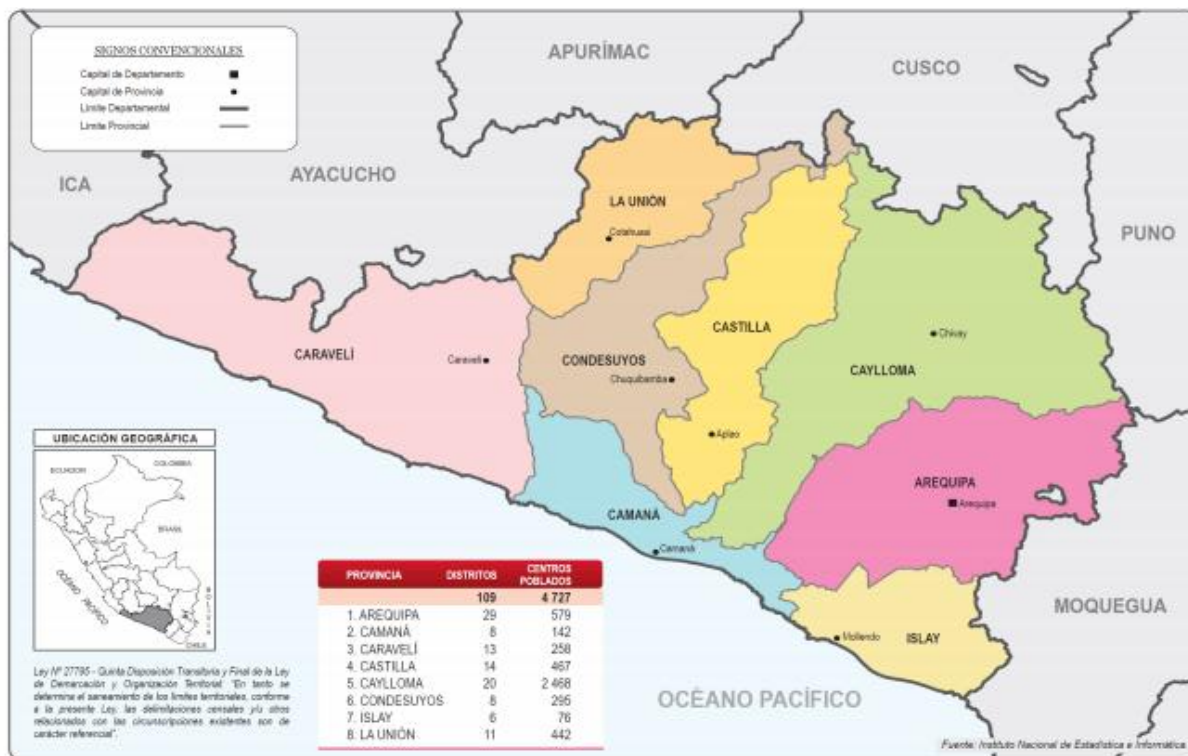 SIGNOS CONVENCIONALES
Capital de Departamento
Capital de Provincia
Límite Departamental
Límite Provincial
APURÍMAC
CUSCO
ICA
AYACUCHO
PUNO
LA UNIÓN
Cotahuasi
CARAVELÍ
Caravelí
CONDESUYOS
Chuquibamba
CASTILLA
Aplao
CAYLLOMA
Chivay
AREQUIPA
Arequipa
CAMANÁ
Camaná
ISLAY
Mollendo
MOQUEGUA
OCÉANO PACÍFICO
UBICACIÓN GEOGRÁFICA
ECUADOR
COLOMBIA
BRASIL
OCÉANO PACÍFICO
CHILE
PROVINCIA DISTRITOS CENTROS POBLADOS
109 4 727
1. AREQUIPA 29 579
2. CAMANÁ 8 142
3. CARAVELÍ 13 258
4. CASTILLA 14 467
5. CAYLLOMA 20 2 468
6. CONDESUYOS 8 295
7. ISLAY 6 76
8. LA UNIÓN 11 442
Ley Nº 27795 - Quinta Disposición Transitoria y Final de la Ley
de Demarcación y Organización Territorial: "En tanto se
determina el saneamiento de los límites territoriales, conforme
a la presente Ley, las delimitaciones censales y/u otros
relacionados con las circunscripciones existentes son de
carácter referencial".
Fuente: Instituto Nacional de Estadística e Informática